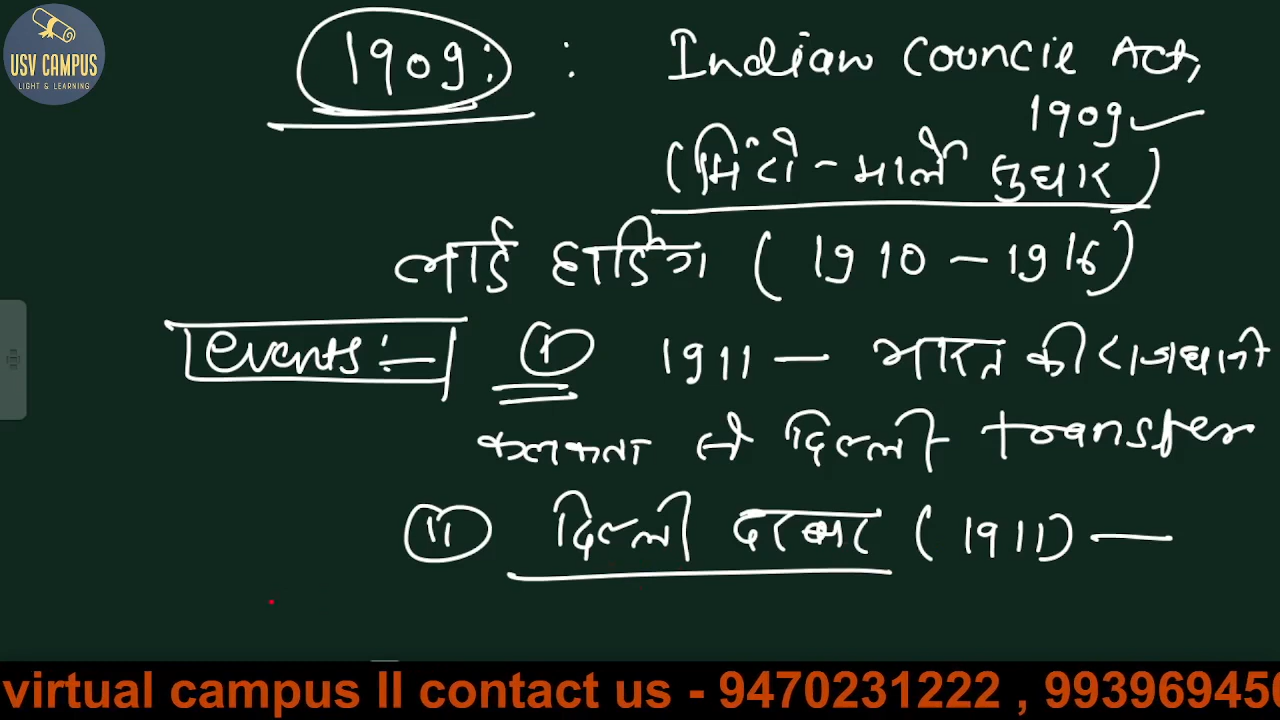 USV CAMPUS
LIGHT & LEARNING
1909: : Indian Council Act,
1909
(मिंटो - मार्ले सुधार)
लार्ड हार्डिंग (1910 - 1916)
events :- (I) 1911 - भारत की राजधानी
कलकत्ता से दिल्ली transfer
(II) दिल्ली दरबार (1911) -
virtual campus II contact us - 9470231222 , 993969450